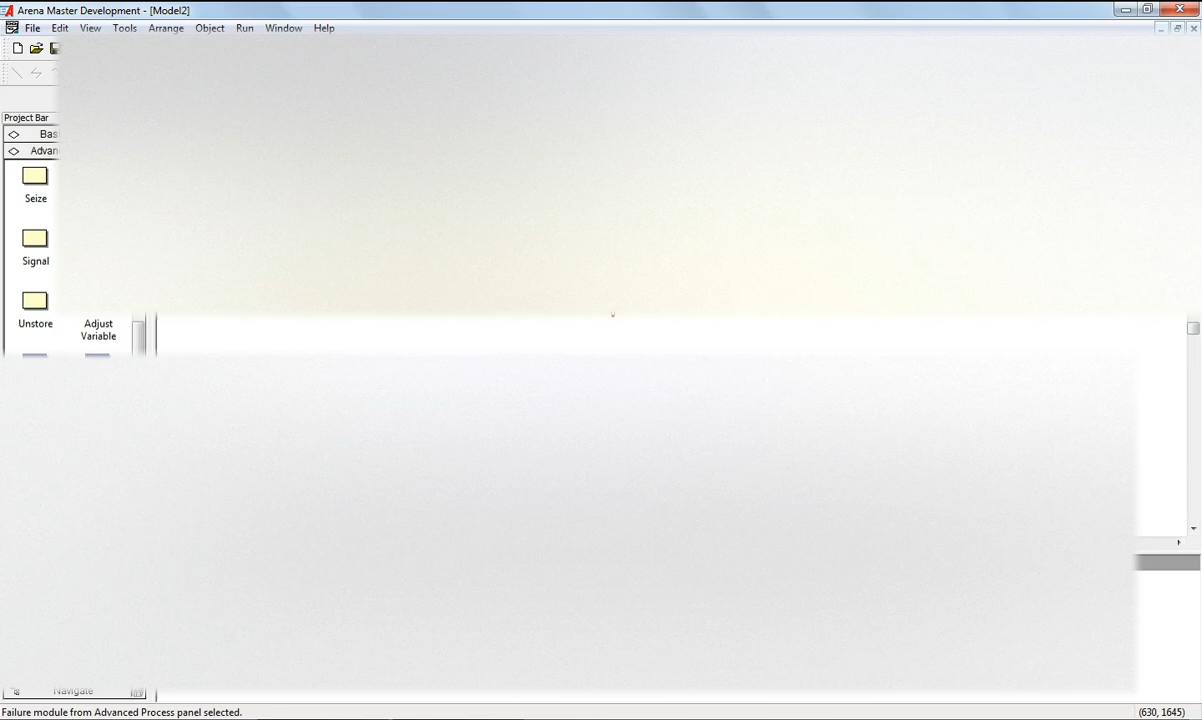 Arena Master Development - [Model2]
File Edit View Tools Arrange Object Run Window Help
Project Bar
Seize
Signal
Unstore
Adjust
Variable
Navigate
Failure module from Advanced Process panel selected.
(630, 1645)